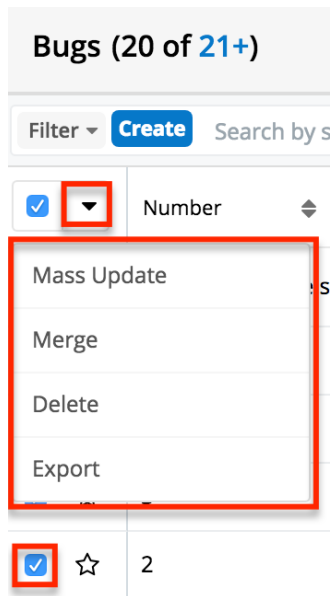 Bugs (20 of 21+)
Filter Create Search by s
Number
Mass Update
Merge
Delete
Export
2